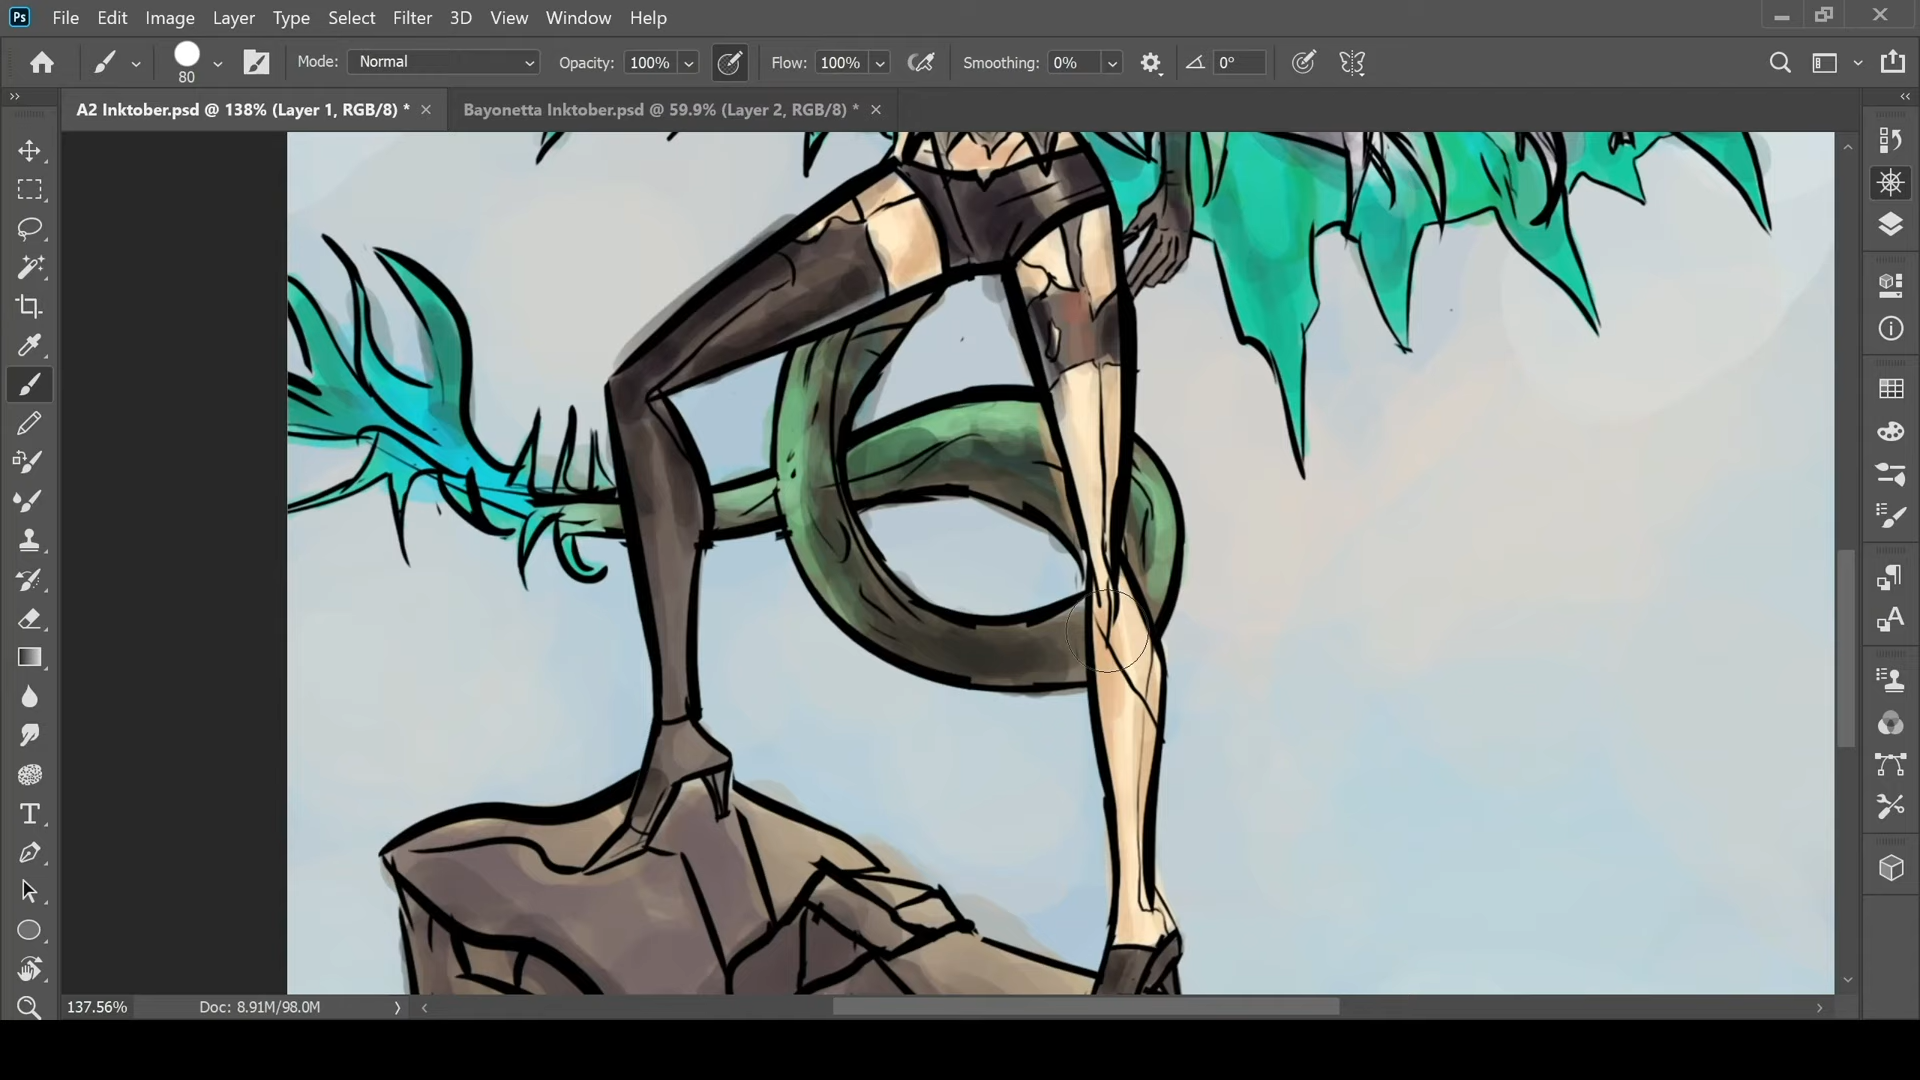 Ps File Edit Image Layer Type Select Filter 3D View Window Help
80 Mode: Normal Opacity: 100% Flow: 100% Smoothing: 0% 0°
A2 Inktober.psd @ 138% (Layer 1, RGB/8) * Bayonetta Inktober.psd @ 59.9% (Layer 2, RGB/8) *
137.56% Doc: 8.91M/98.0M